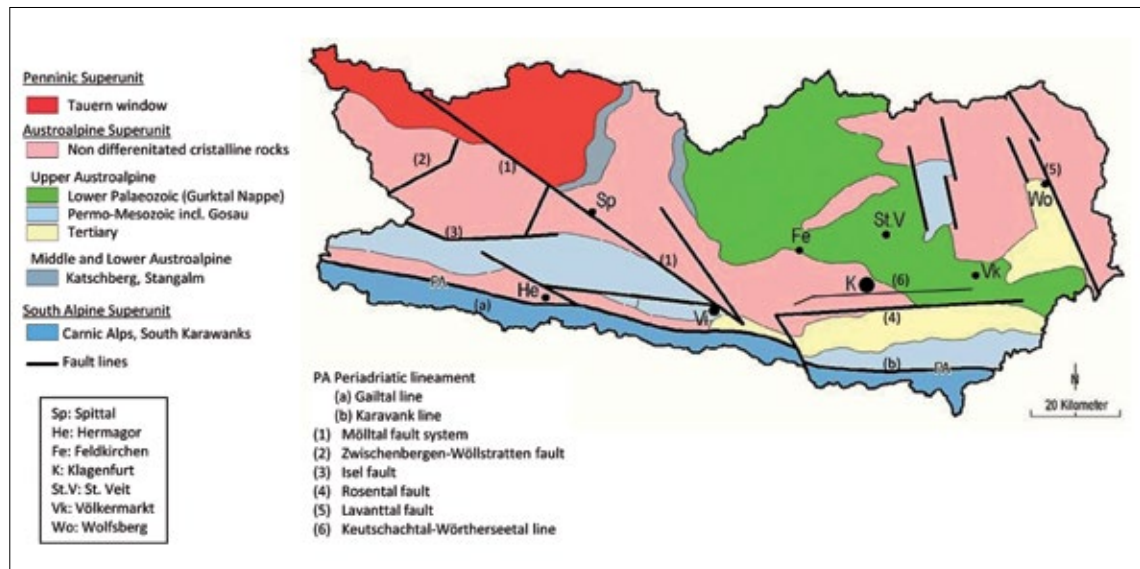 Penninic Superunit
Tauern window
Austroalpine Superunit
Non differenitated cristalline rocks
Upper Austroalpine
Lower Palaeozoic (Gurktal Nappe)
Permo-Mesozoic incl. Gosau
Tertiary
Middle and Lower Austroalpine
Katschberg, Stangalm
South Alpine Superunit
Carnic Alps, South Karawanks
Fault lines
Sp: Spittal
He: Hermagor
Fe: Feldkirchen
K: Klagenfurt
St.V: St. Veit
Vk: Völkermarkt
Wo: Wolfsberg
(2)
(1)
(5)
Wo
Sp
St.V
Fe
(3)
(1)
Vk
K
(6)
PA
He
(a)
Vi
(4)
(b)
PA
N
20 Kilometer
PA Periadriatic lineament
(a) Gailtal line
(b) Karavank line
(1) Mölltal fault system
(2) Zwischenbergen-Wöllstratten fault
(3) Isel fault
(4) Rosental fault
(5) Lavanttal fault
(6) Keutschachtal-Wörtherseetal line